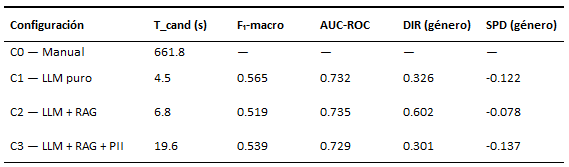 Configuración T_cand (s) F₁-macro AUC-ROC DIR (género) SPD (género)
C0 — Manual 661.8 — — — —
C1 — LLM puro 4.5 0.565 0.732 0.326 -0.122
C2 — LLM + RAG 6.8 0.519 0.735 0.602 -0.078
C3 — LLM + RAG + PII 19.6 0.539 0.729 0.301 -0.137